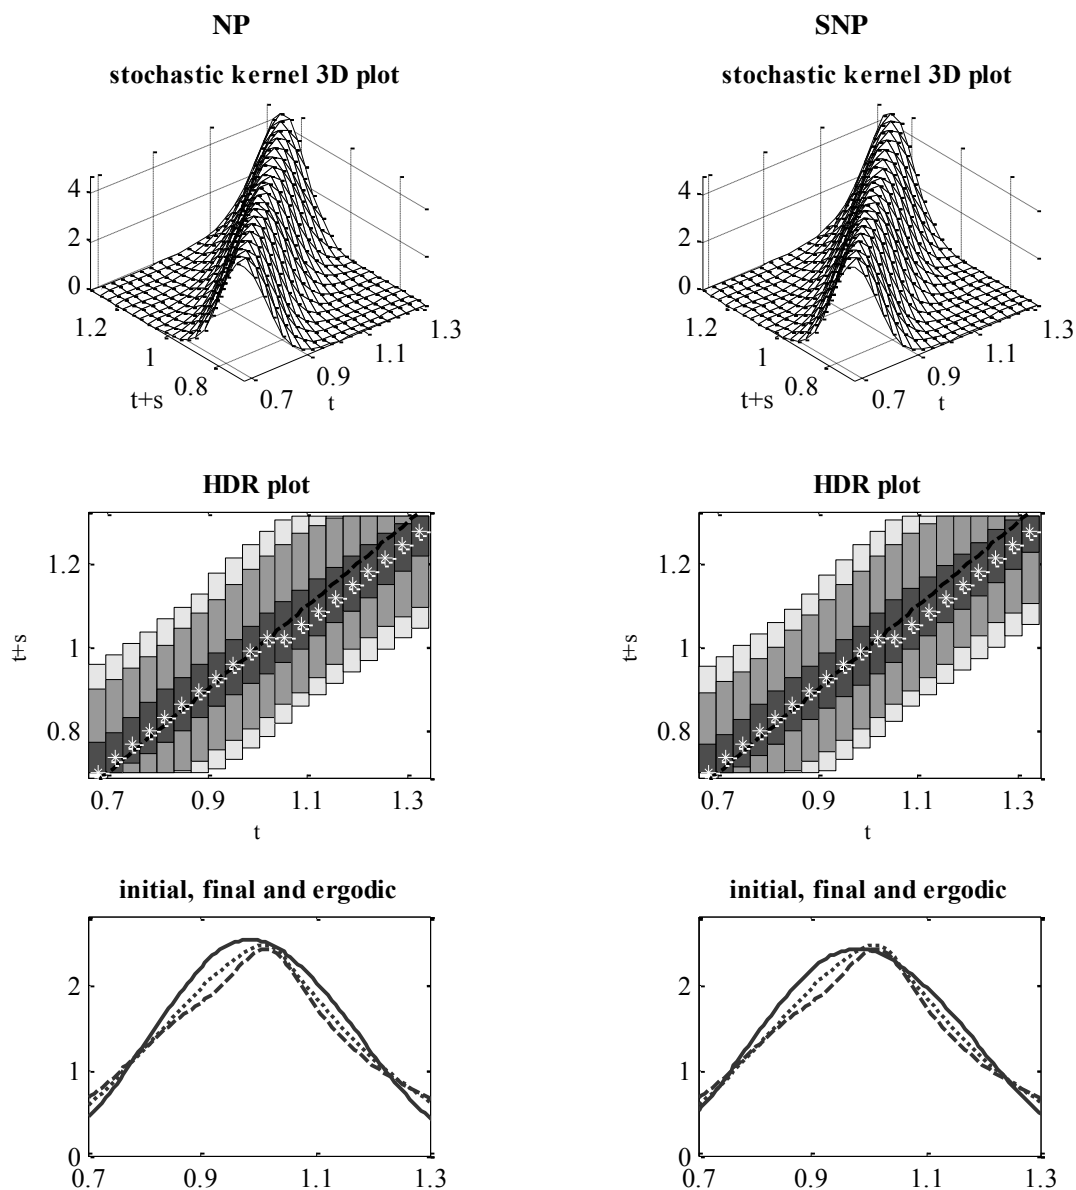 NP SNP
stochastic kernel 3D plot stochastic kernel 3D plot
4 4
2 2
0 0
1.2 1 0.8 1.3 1.1 0.9 0.7 1.2 1 0.8 1.3 1.1 0.9 0.7
t+s t t+s t
HDR plot HDR plot
1.2 1.2
t+s 1 t+s 1
0.8 0.8
0.7 0.9 1.1 1.3 0.7 0.9 1.1 1.3
t t
initial, final and ergodic initial, final and ergodic
2 2
1 1
0 0
0.7 0.9 1.1 1.3 0.7 0.9 1.1 1.3